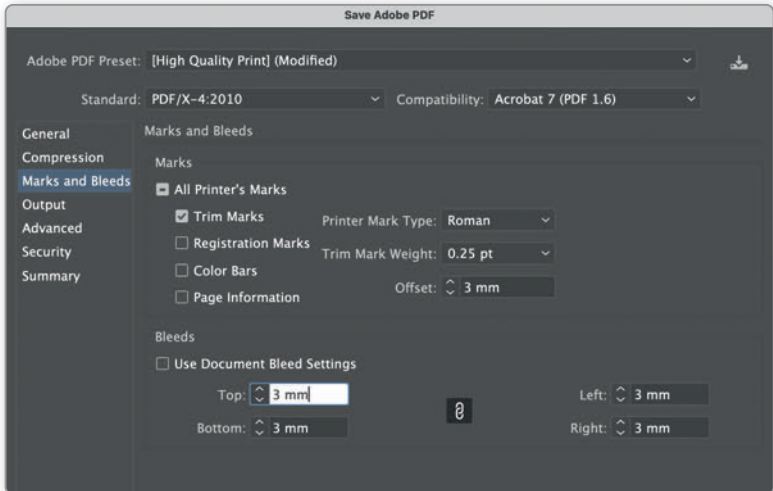 Save Adobe PDF
Adobe PDF Preset: [High Quality Print] (Modified)
Standard: PDF/X-4:2010 Compatibility: Acrobat 7 (PDF 1.6)
General
Compression
Marks and Bleeds
Output
Advanced
Security
Summary
Marks and Bleeds
Marks
All Printer's Marks
Trim Marks Printer Mark Type: Roman
Registration Marks Trim Mark Weight: 0.25 pt
Color Bars Offset: 3 mm
Page Information
Bleeds
Use Document Bleed Settings
Top: 3 mm Left: 3 mm
Bottom: 3 mm Right: 3 mm